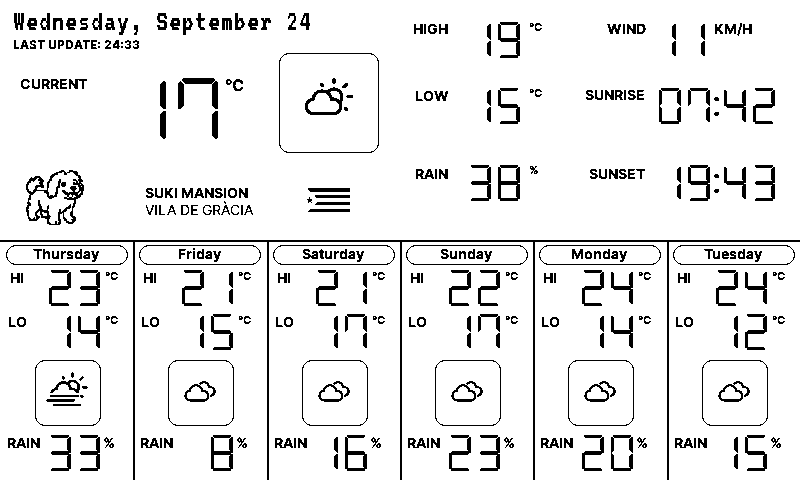 Wednesday, September 24
LAST UPDATE: 24:33
CURRENT
17 °C
SUKI MANSION
VILA DE GRÀCIA
HIGH 19 °C
LOW 15 °C
RAIN 38 %
WIND 11 KM/H
SUNRISE 07:42
SUNSET 19:43
Thursday
HI 23 °C
LO 14 °C
RAIN 33 %
Friday
HI 21 °C
LO 15 °C
RAIN 8 %
Saturday
HI 21 °C
LO 17 °C
RAIN 16 %
Sunday
HI 22 °C
LO 17 °C
RAIN 23 %
Monday
HI 24 °C
LO 14 °C
RAIN 20 %
Tuesday
HI 24 °C
LO 12 °C
RAIN 15 %